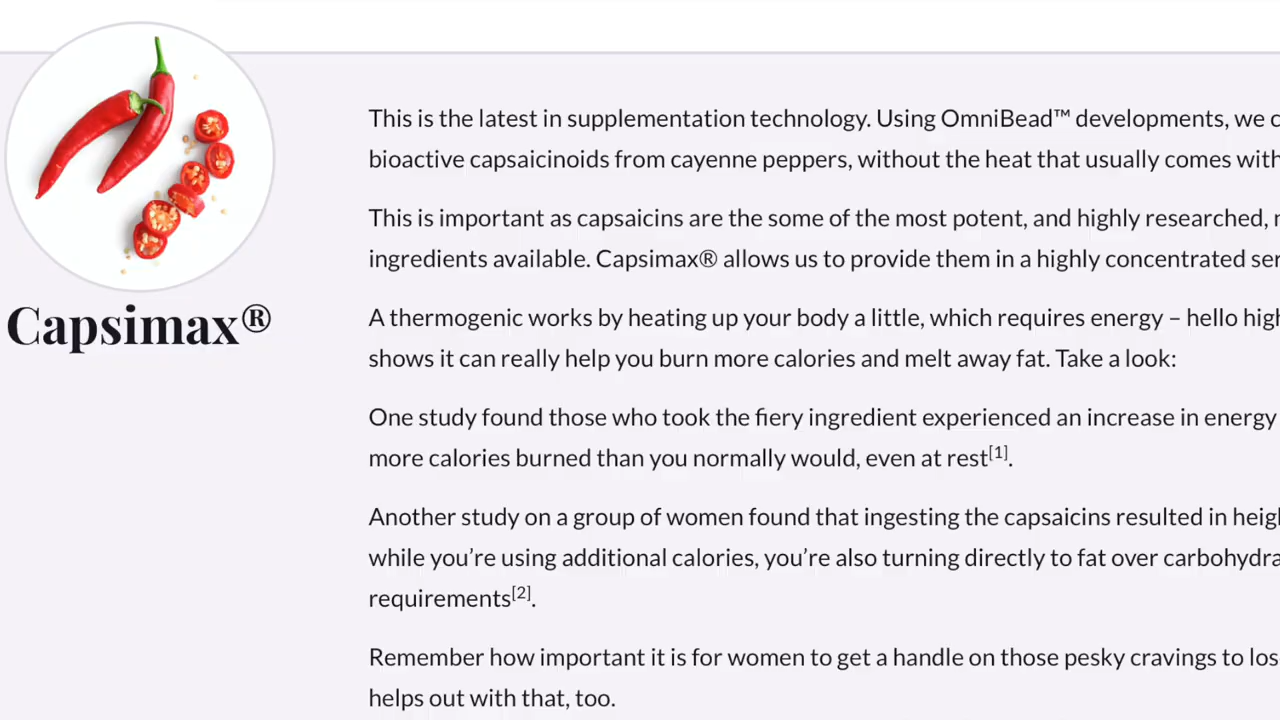 Capsimax®
This is the latest in supplementation technology. Using OmniBead™ developments, we
bioactive capsaicinoids from cayenne peppers, without the heat that usually comes with
This is important as capsaicins are the some of the most potent, and highly researched,
ingredients available. Capsimax® allows us to provide them in a highly concentrated
A thermogenic works by heating up your body a little, which requires energy – hello
shows it can really help you burn more calories and melt away fat. Take a look:
One study found those who took the fiery ingredient experienced an increase in energy
more calories burned than you normally would, even at rest[1].
Another study on a group of women found that ingesting the capsaicins resulted in
while you’re using additional calories, you’re also turning directly to fat over
requirements[2].
Remember how important it is for women to get a handle on those pesky cravings to
helps out with that, too.